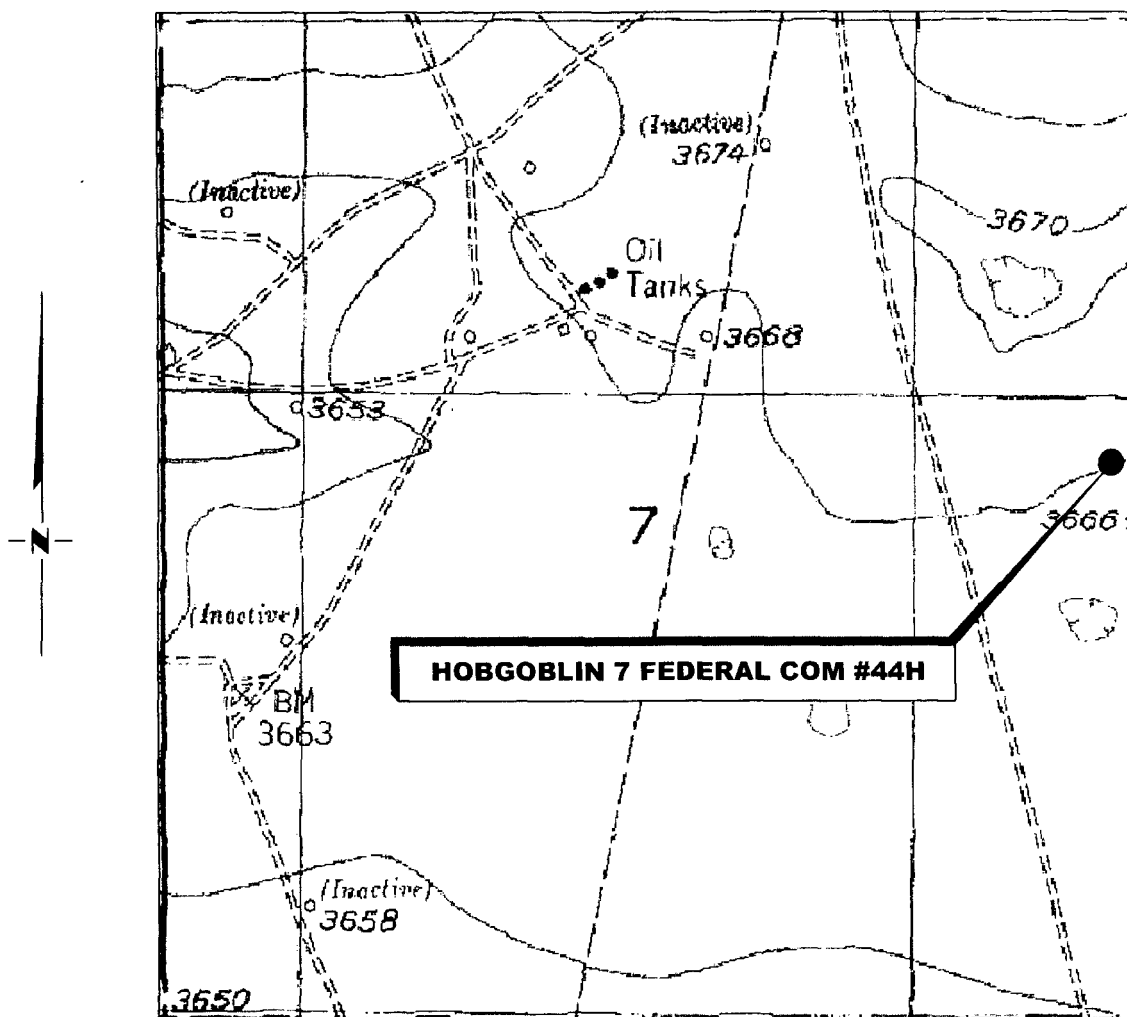 (Inactive)
3674
(Inactive)
3670
Oil
Tanks
3668
3653
N
7
3666
(Inactive)
HOBGOBLIN 7 FEDERAL COM #44H
BM
3663
(Inactive)
3658
3650